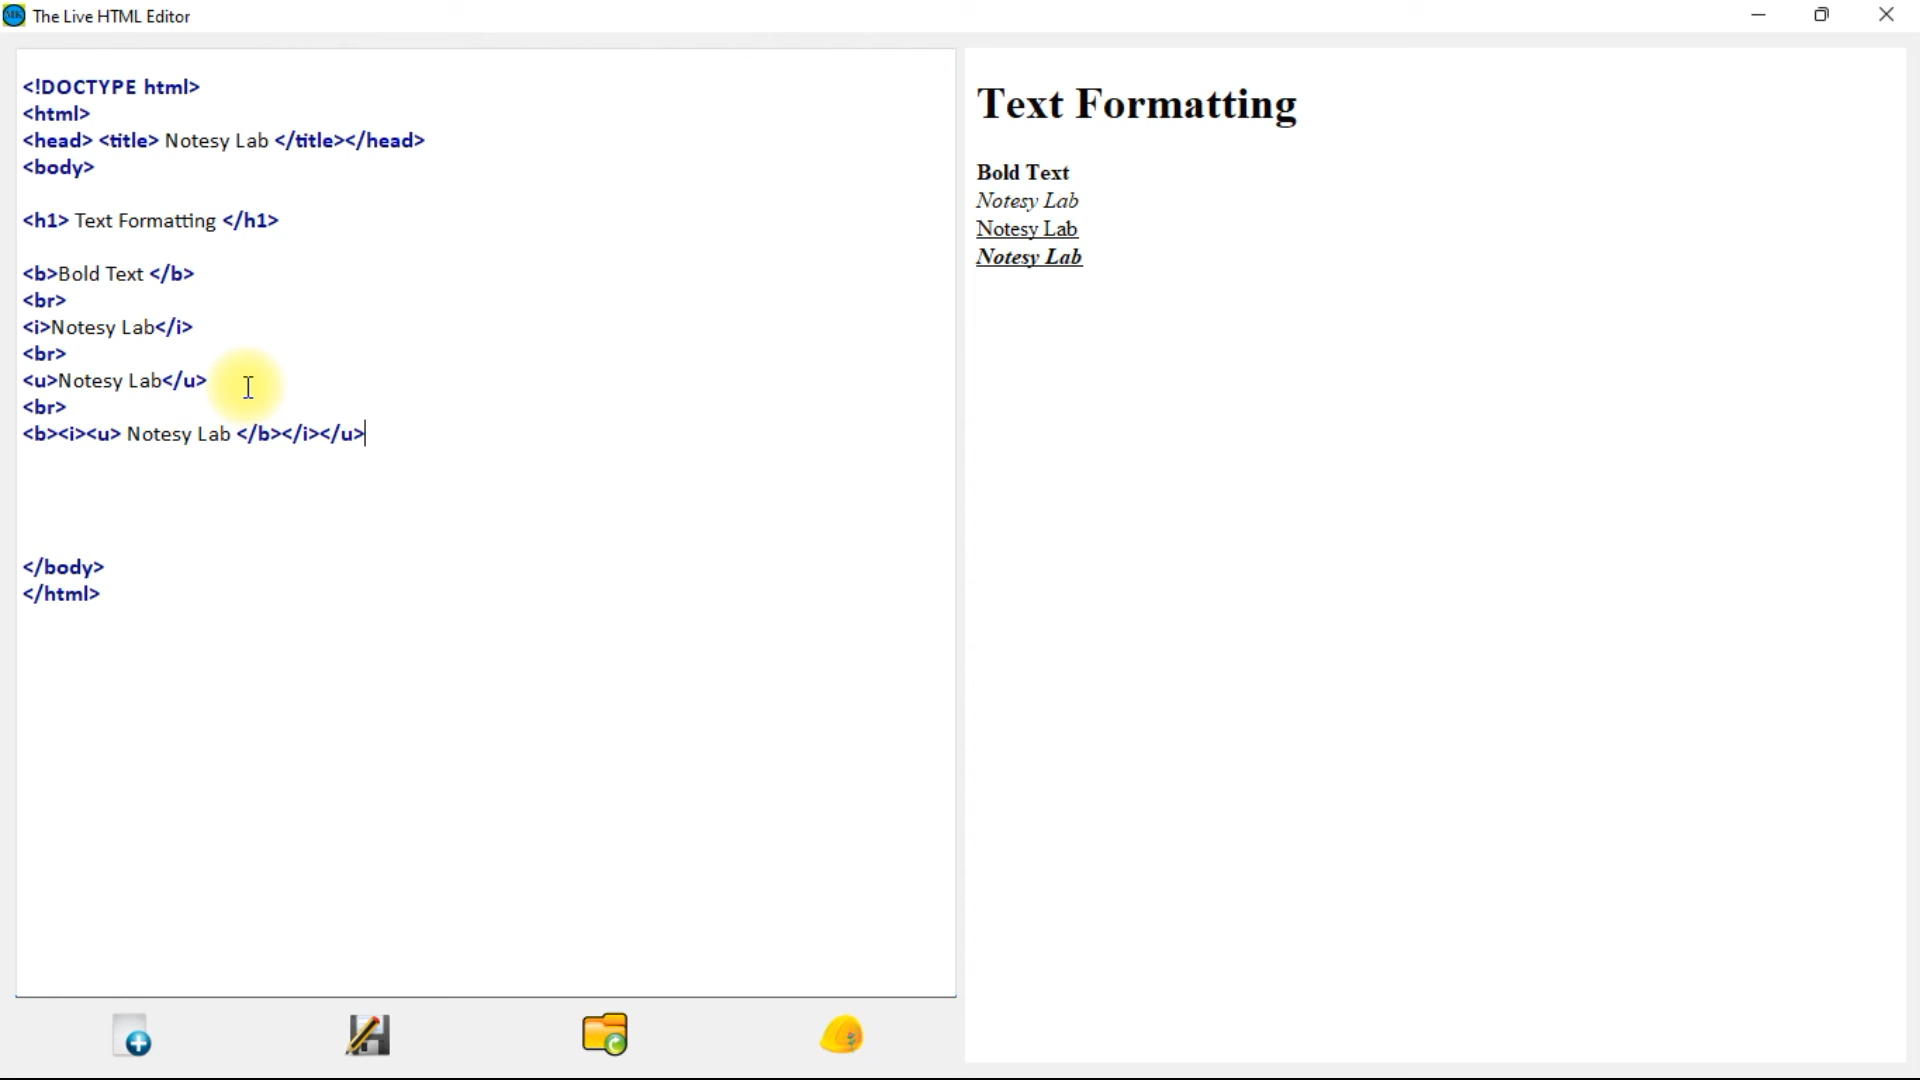 The Live HTML Editor
<!DOCTYPE html>
<html>
<head> <title> Notesy Lab </title></head>
<body>
<h1> Text Formatting </h1>
<b>Bold Text </b>
<br>
<i>Notesy Lab</i>
<br>
<u>Notesy Lab</u>
<br>
<b><i><u> Notesy Lab </b></i></u>
</body>
</html>
Text Formatting
Bold Text
Notesy Lab
Notesy Lab
Notesy Lab